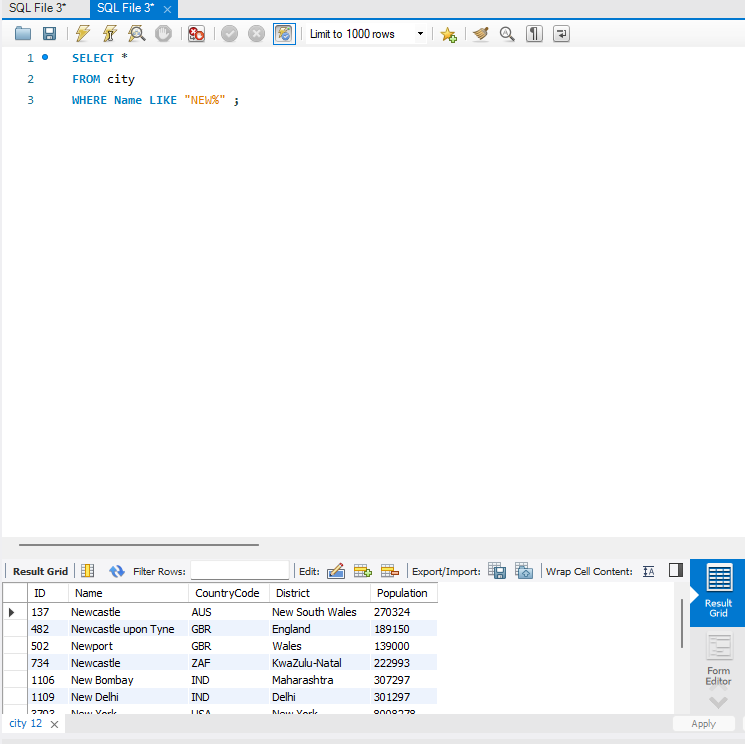 SQL File 3* SQL File 3*
Limit to 1000 rows
1 SELECT *
2 FROM city
3 WHERE Name LIKE "NEW%" ;
Result Grid Filter Rows: Edit: Export/Import: Wrap Cell Content:
ID Name CountryCode District Population
137 Newcastle AUS New South Wales 270324
482 Newcastle upon Tyne GBR England 189150
502 Newport GBR Wales 139000
734 Newcastle ZAF KwaZulu-Natal 222993
1106 New Bombay IND Maharashtra 307297
1109 New Delhi IND Delhi 301297
3793 New York USA New York 8008278
Result
Grid
Form
Editor
city 12 Apply